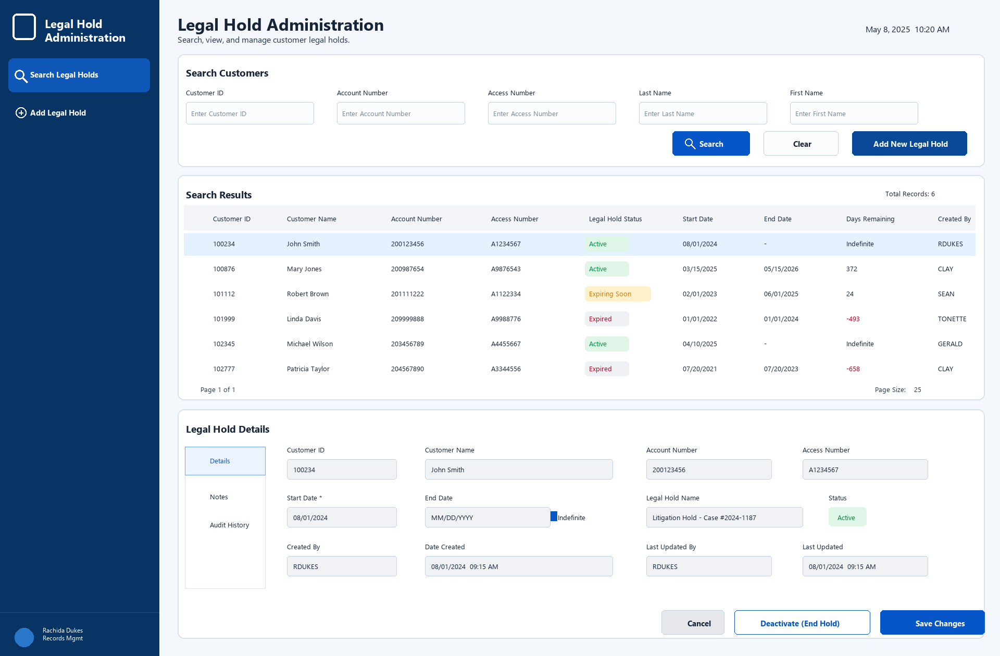 Legal Hold
Administration
Search Legal Holds
Add Legal Hold
Rachida Dukes
Records Mgmt
Legal Hold Administration
Search, view, and manage customer legal holds.
May 8, 2025  10:20 AM
Search Customers
Customer ID Account Number Access Number Last Name First Name
Enter Customer ID Enter Account Number Enter Access Number Enter Last Name Enter First Name
Search Clear Add New Legal Hold
Search Results
Total Records: 6
Customer ID Customer Name Account Number Access Number Legal Hold Status Start Date End Date Days Remaining Created By
100234 John Smith 200123456 A1234567 Active 08/01/2024 - Indefinite RDUKES
100876 Mary Jones 200987654 A9876543 Active 03/15/2025 05/15/2026 372 CLAY
101112 Robert Brown 201111222 A1122334 Expiring Soon 02/01/2023 06/01/2025 24 SEAN
101999 Linda Davis 209999888 A9988776 Expired 01/01/2022 01/01/2024 -493 TONETTE
102345 Michael Wilson 203456789 A4455667 Active 04/10/2025 - Indefinite GERALD
102777 Patricia Taylor 204567890 A3344556 Expired 07/20/2021 07/20/2023 -658 CLAY
Page 1 of 1 Page Size: 25
Legal Hold Details
Details
Notes
Audit History
Customer ID Customer Name Account Number Access Number
100234 John Smith 200123456 A1234567
Start Date * End Date Legal Hold Name Status
08/01/2024 MM/DD/YYYY Indefinite Litigation Hold - Case #2024-1187 Active
Created By Date Created Last Updated By Last Updated
RDUKES 08/01/2024  09:15 AM RDUKES 08/01/2024  09:15 AM
Cancel Deactivate (End Hold) Save Changes